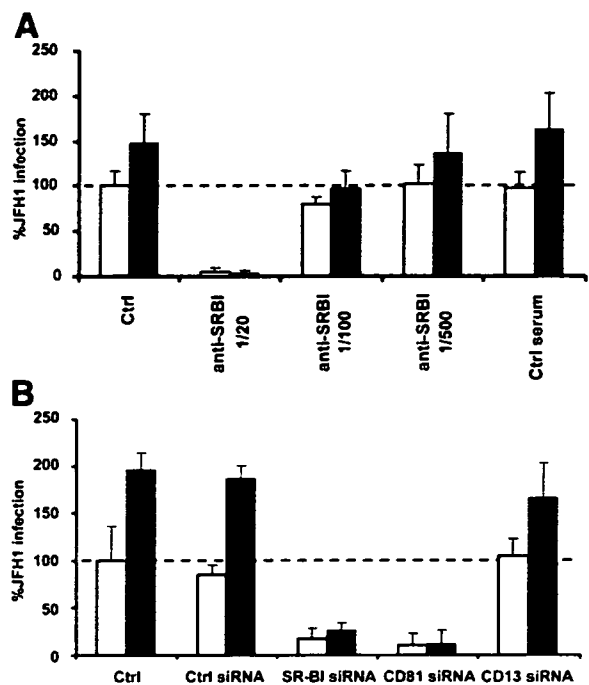 A
250
200
150
100
50
0
%JFH1 infection
Ctrl
anti-SRBI 1/20
anti-SRBI 1/100
anti-SRBI 1/500
Ctrl serum
B
250
200
150
100
50
0
%JFH1 infection
Ctrl
Ctrl siRNA
SR-BI siRNA
CD81 siRNA
CD13 siRNA